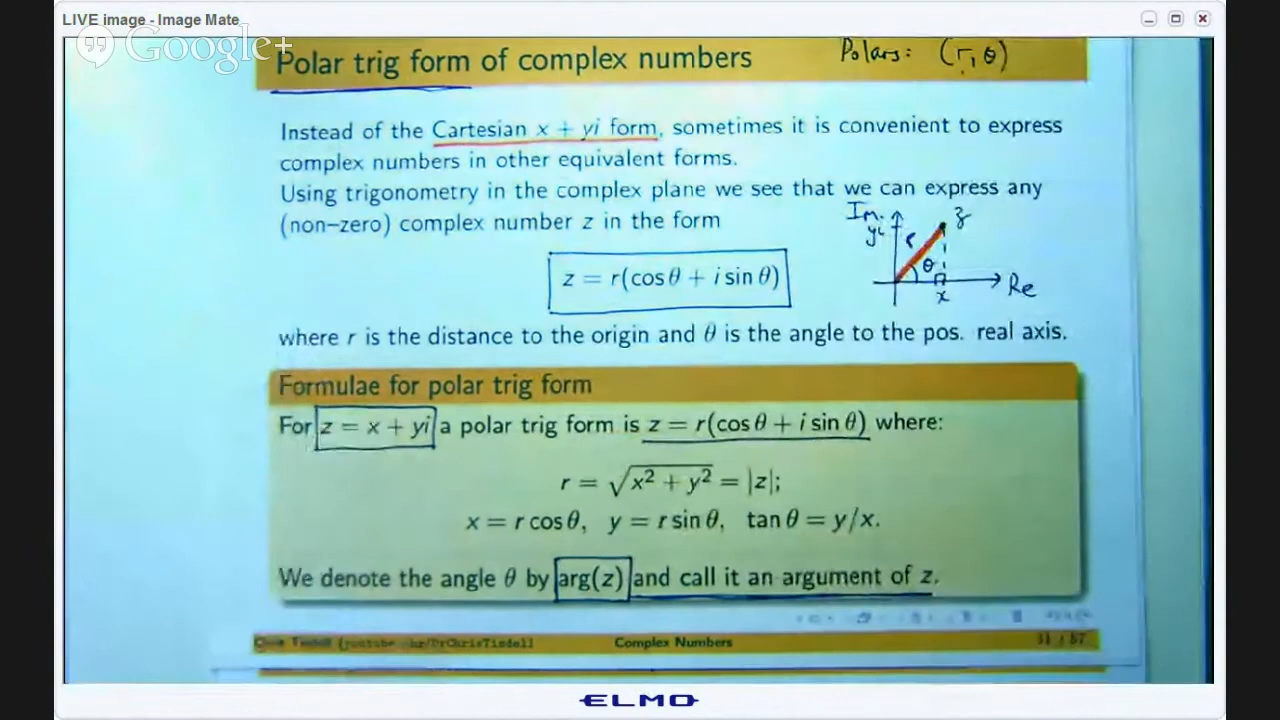 LIVE image - Image Mate
Google+
Polar trig form of complex numbers
Polars: (r, θ)
Instead of the Cartesian x + yi form, sometimes it is convenient to express
complex numbers in other equivalent forms.
Using trigonometry in the complex plane we see that we can express any
(non–zero) complex number z in the form
z = r(cos θ + i sin θ)
Im.
yi
r
z
θ
x
Re
where r is the distance to the origin and θ is the angle to the pos. real axis.
Formulae for polar trig form
For z = x + yi a polar trig form is z = r(cos θ + i sin θ) where:
r = √x² + y² = |z|;
x = r cos θ, y = r sin θ, tan θ = y/x.
We denote the angle θ by arg(z) and call it an argument of z.
Complex Numbers
ELMO